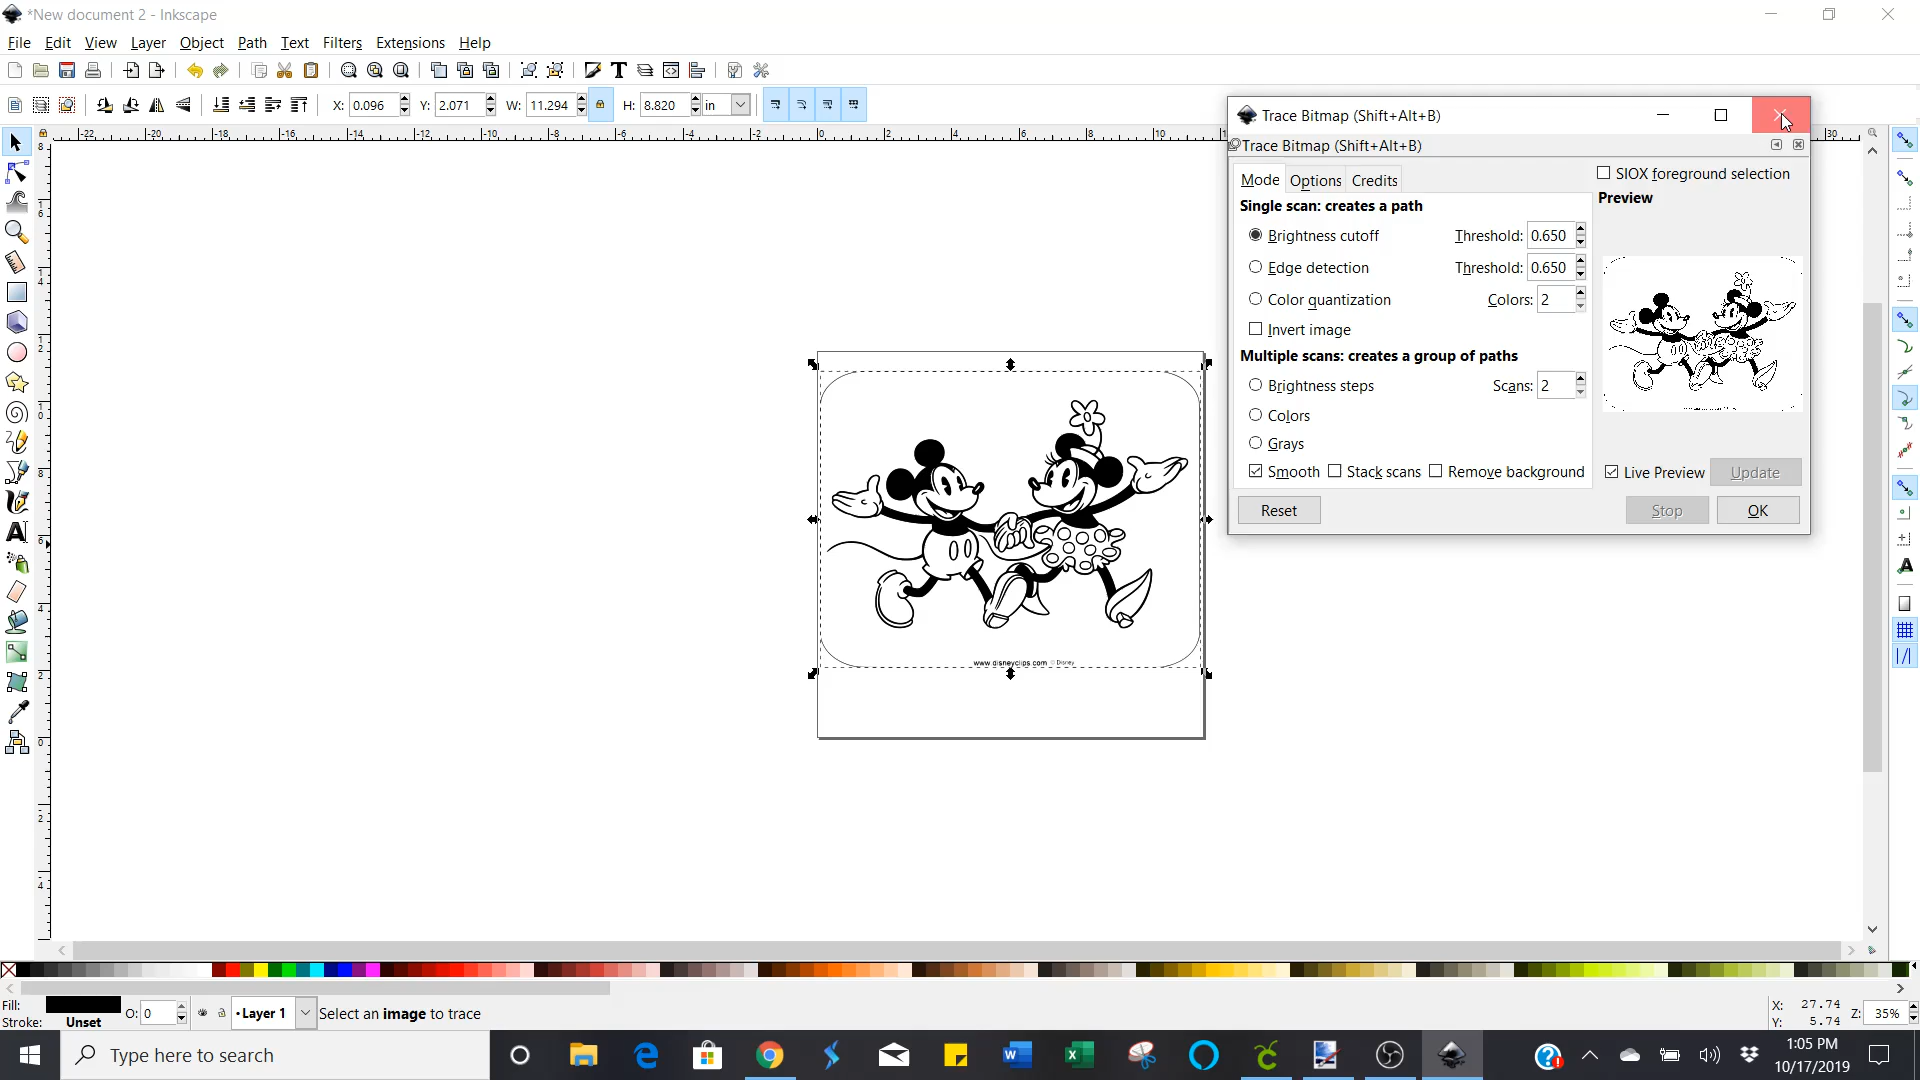 *New document 2 - Inkscape
File Edit View Layer Object Path Text Filters Extensions Help
X: 0.096 Y: 2.071 W: 11.294 H: 8.820 in
Trace Bitmap (Shift+Alt+B)
Trace Bitmap (Shift+Alt+B)
Mode Options Credits
SIOX foreground selection
Preview
Single scan: creates a path
Brightness cutoff Threshold: 0.650
Edge detection Threshold: 0.650
Color quantization Colors: 2
Invert image
Multiple scans: creates a group of paths
Brightness steps Scans: 2
Colors
Grays
Smooth Stack scans Remove background
Live Preview Update
Reset Stop OK
www.disneyclips.com © Disney
Fill:
Stroke: Unset
O: 0
Layer 1
Select an image to trace
X: 27.74
Y: 5.74
Z: 35%
Type here to search
1:05 PM
10/17/2019